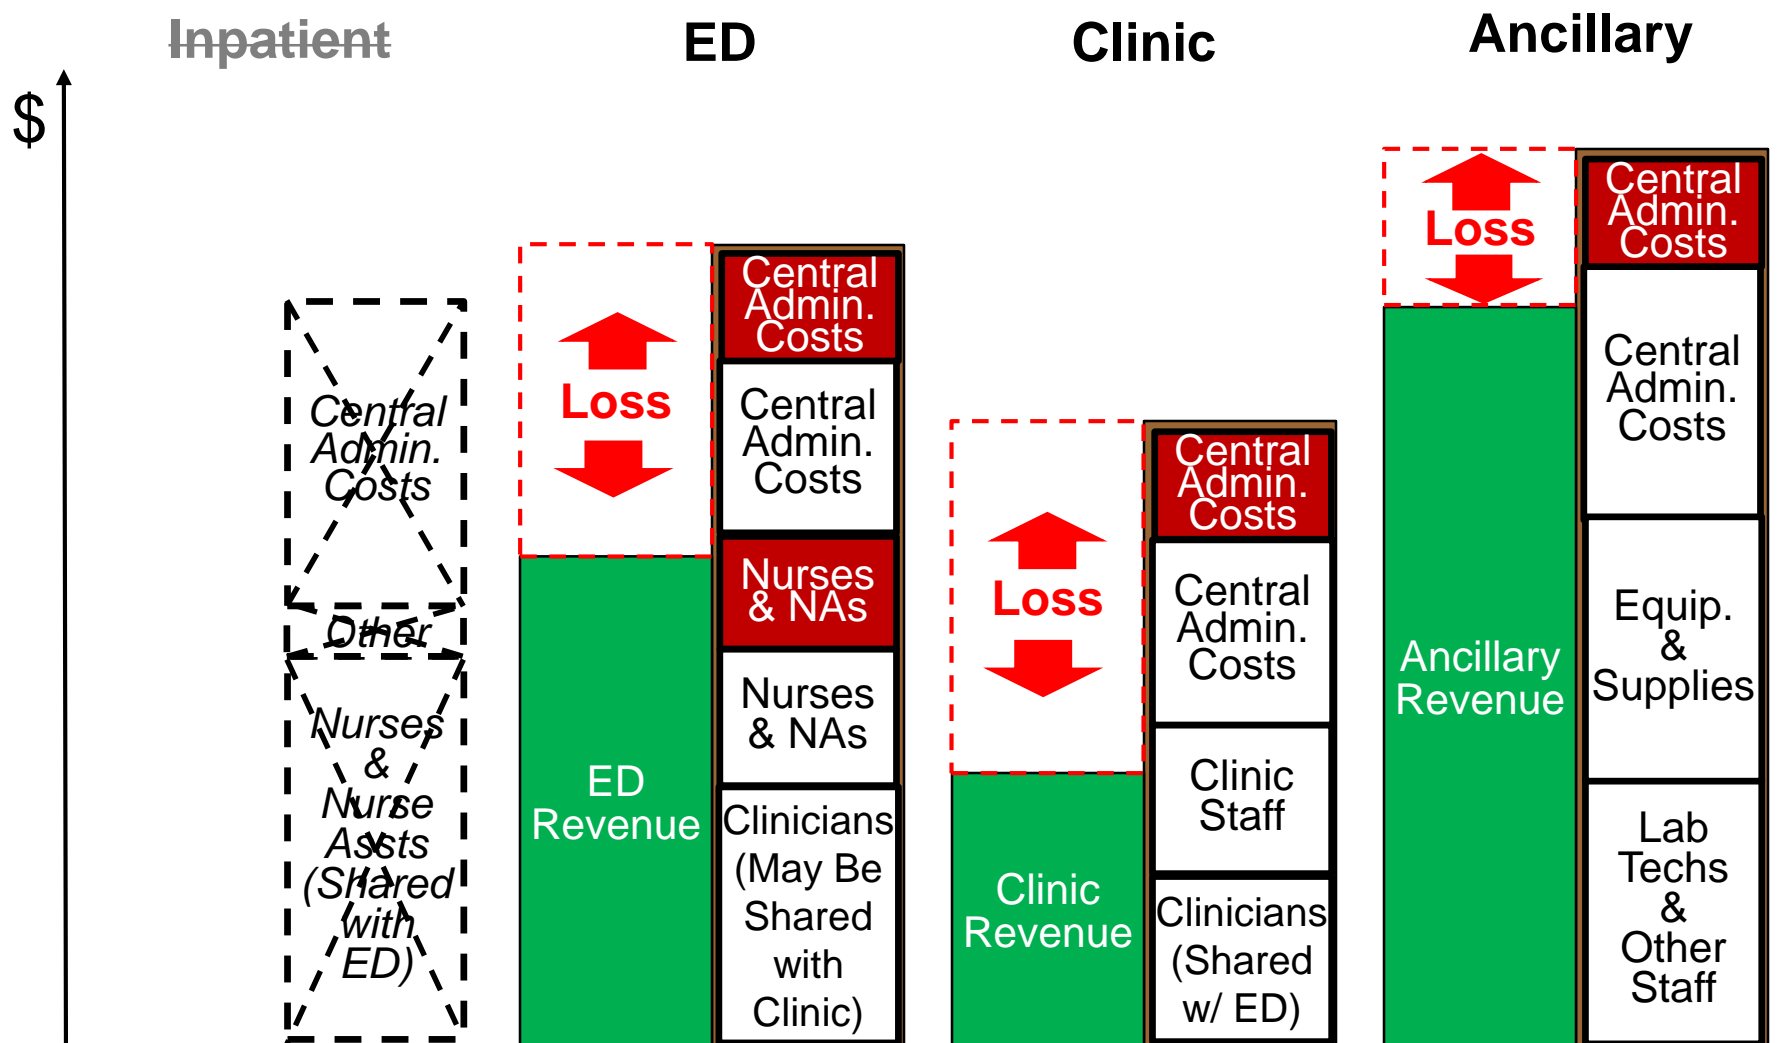 Inpatient
ED
Clinic
Ancillary
$
Central
Admin.
Costs
Other
Nurses
&
Nurse
Assts
(Shared
with
ED)
Loss
ED
Revenue
Central
Admin.
Costs
Central
Admin.
Costs
Nurses
& NAs
Nurses
& NAs
Clinicians
(May Be
Shared
with
Clinic)
Loss
Clinic
Revenue
Central
Admin.
Costs
Central
Admin.
Costs
Clinic
Staff
Clinicians
(Shared
w/ ED)
Loss
Ancillary
Revenue
Central
Admin.
Costs
Central
Admin.
Costs
Equip.
&
Supplies
Lab
Techs
&
Other
Staff